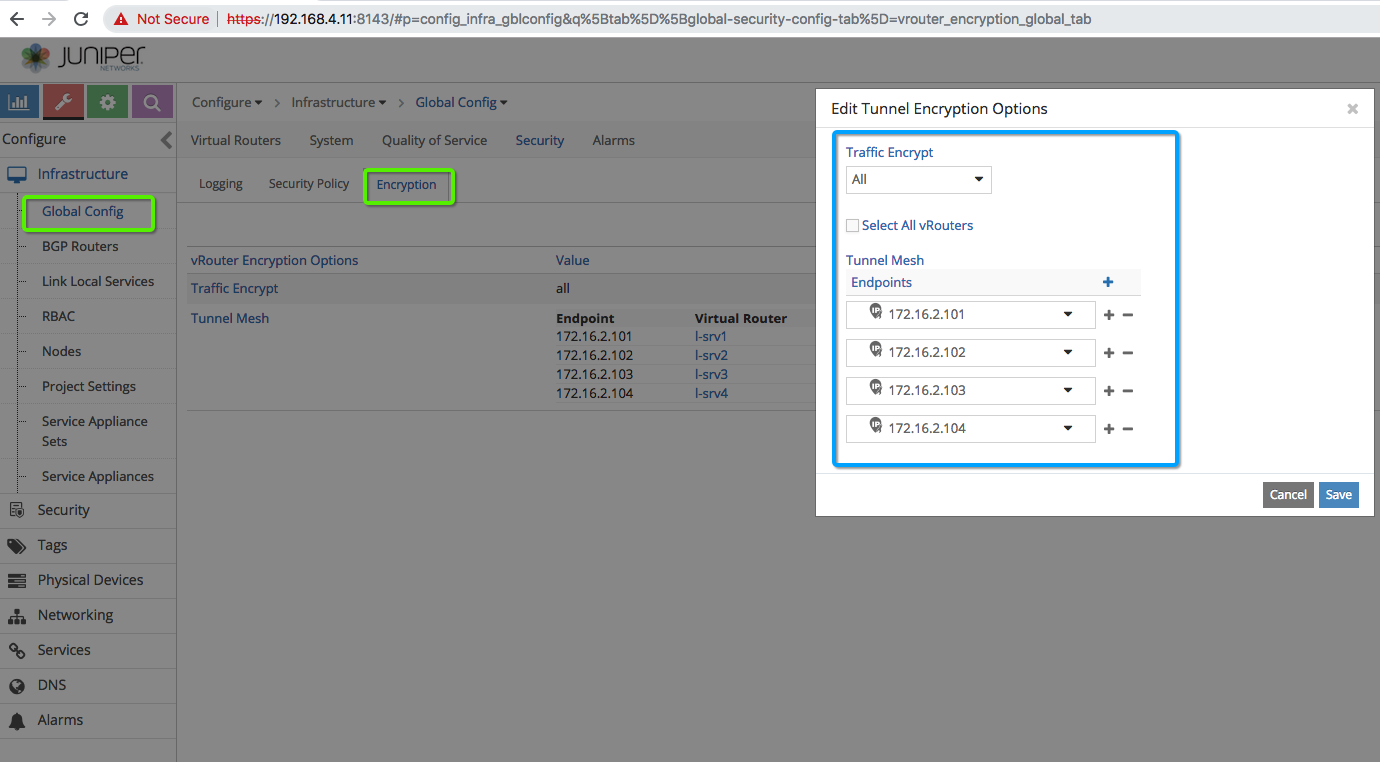 Not Secure | https://192.168.4.11:8143/#p=config_infra_gblconfig&q%5Btab%5D%5Bglobal-security-config-tab%5D=vrouter_encryption_global_tab
JUNIPER
NETWORKS
Configure
Infrastructure
Global Config
BGP Routers
Link Local Services
RBAC
Nodes
Project Settings
Service Appliance
Sets
Service Appliances
Security
Tags
Physical Devices
Networking
Services
DNS
Alarms
Configure > Infrastructure > Global Config
Virtual Routers System Quality of Service Security Alarms
Logging Security Policy Encryption
vRouter Encryption Options Value
Traffic Encrypt all
Tunnel Mesh Endpoint Virtual Router
172.16.2.101 l-srv1
172.16.2.102 l-srv2
172.16.2.103 l-srv3
172.16.2.104 l-srv4
Edit Tunnel Encryption Options ×
Traffic Encrypt
All
Select All vRouters
Tunnel Mesh
Endpoints +
IP 172.16.2.101 + −
IP 172.16.2.102 + −
IP 172.16.2.103 + −
IP 172.16.2.104 + −
Cancel Save